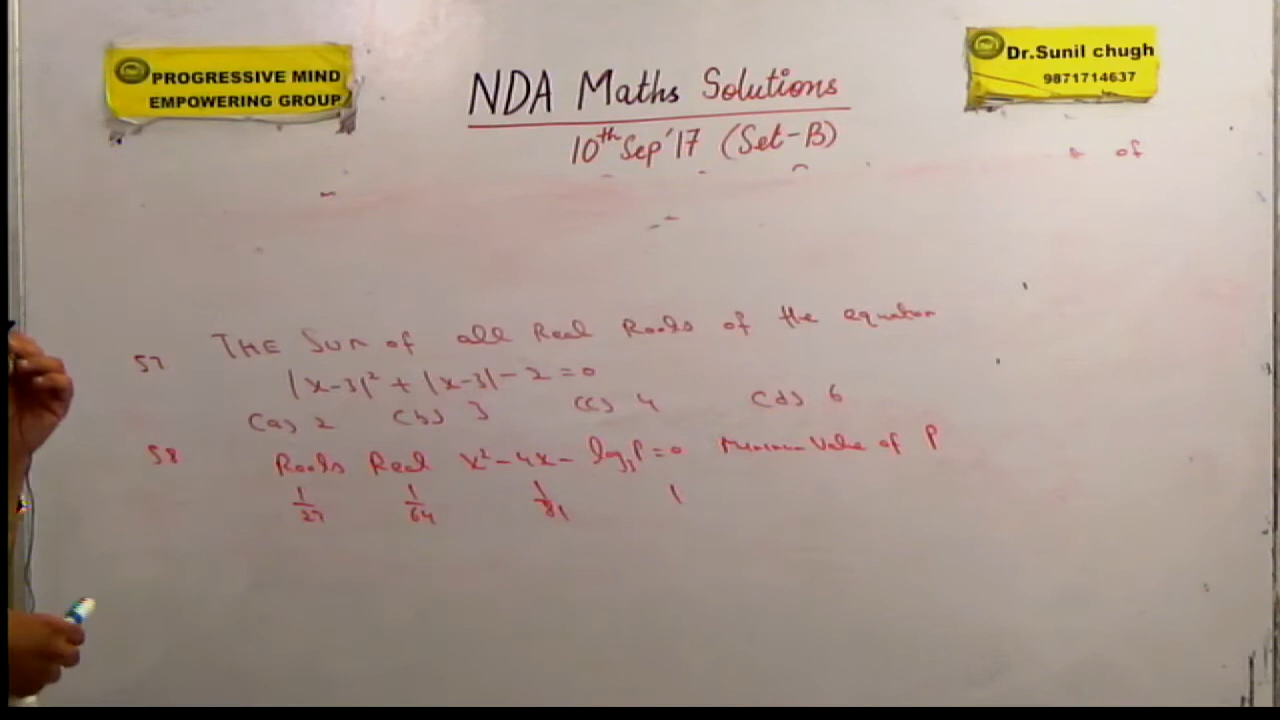 PROGRESSIVE MIND
EMPOWERING GROUP
NDA Maths Solutions
10th Sep'17 (Set-B)
Dr.Sunil chugh
9871714637
of
57 THE Sum of all Real Roots of the equation
|x-3|² + |x-3| - 2 = 0
(a) 2 (b) 3 (c) 4 (d) 6
58 Roots Real x² - 4x - log₃P = 0 Minimum Value of P
1/27 1/64 1/81 1